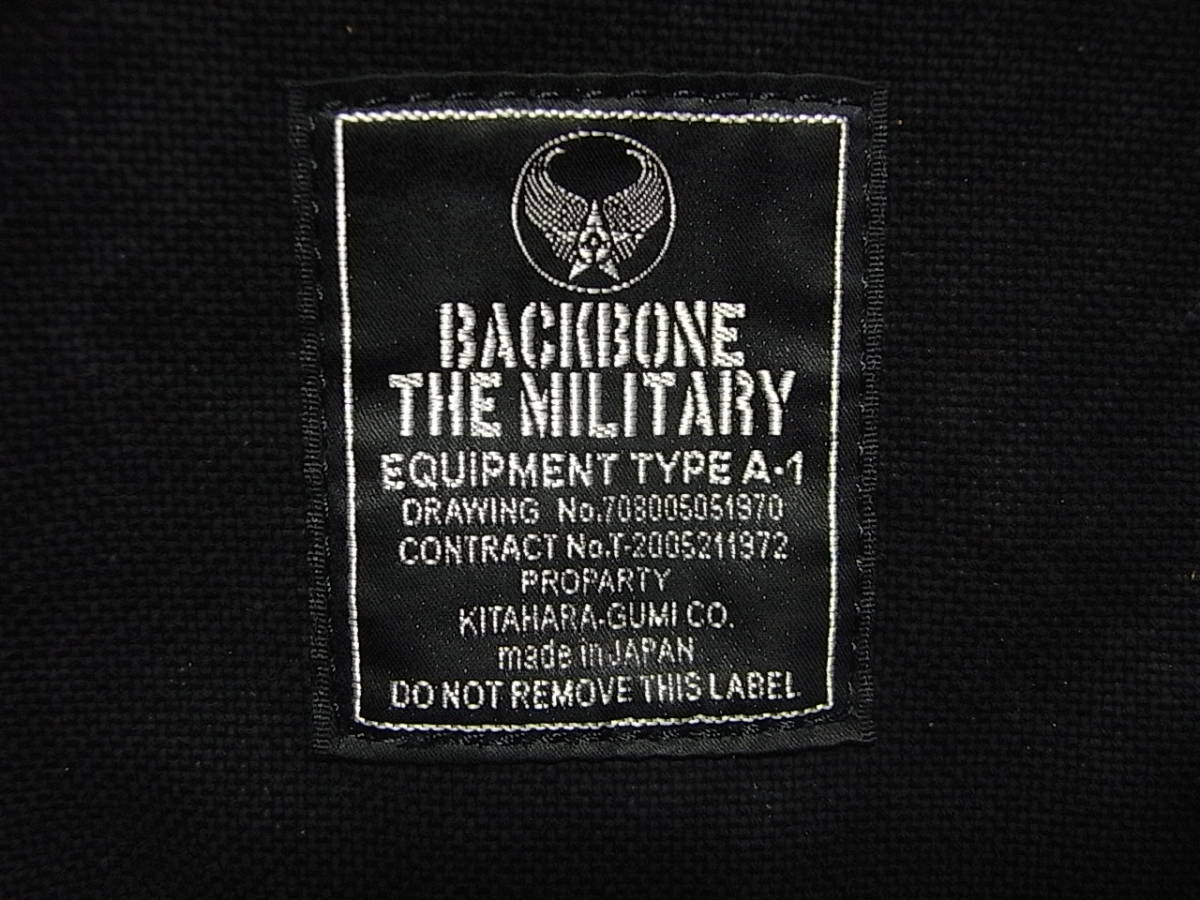 BACKBONE
THE MILITARY
EQUIPMENT TYPE A-1
DRAWING No.708005051970
CONTRACT No.T-2005211972
PROPARTY
KITAHARA-GUMI CO.
made in JAPAN
DO NOT REMOVE THIS LABEL